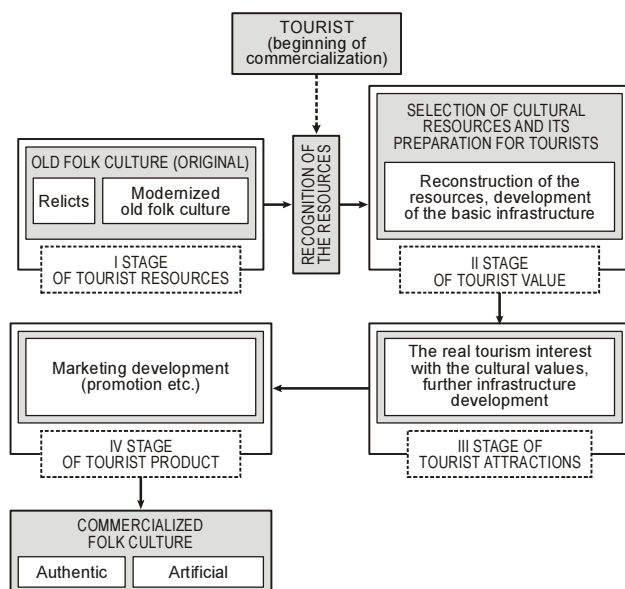 TOURIST
(beginning of
commercialization)
OLD FOLK CULTURE (ORIGINAL)
Relicts
Modernized
old folk culture
I STAGE
OF TOURIST RESOURCES
RECOGNITION OF
THE RESOURCES
SELECTION OF CULTURAL
RESOURCES AND ITS
PREPARATION FOR TOURISTS
Reconstruction of the
resources, development
of the basic infrastructure
II STAGE
OF TOURIST VALUE
The real tourism interest
with the cultural values,
further infrastructure
development
III STAGE OF
TOURIST ATTRACTIONS
Marketing development
(promotion etc.)
IV STAGE
OF TOURIST PRODUCT
COMMERCIALIZED
FOLK CULTURE
Authentic
Artificial